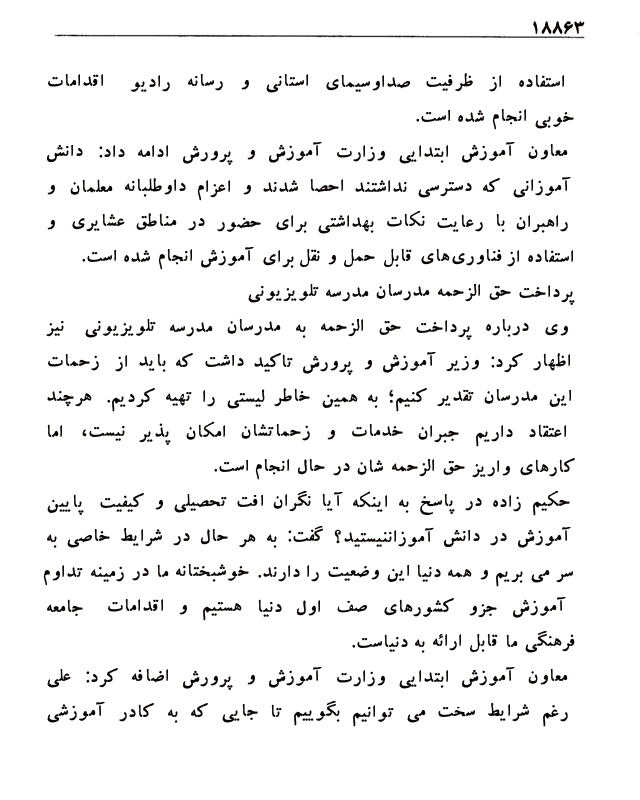 ۱۸۸۶۳
استفاده از ظرفیت صداوسیمای استانی و رسانه رادیو اقدامات
خوبی انجام شده است.
معاون آموزش ابتدایی وزارت آموزش و پرورش ادامه داد: دانش
آموزانی که دسترسی نداشتند احصا شدند و اعزام داوطلبانه معلمان و
راهبران با رعایت نکات بهداشتی برای حضور در مناطق عشایری و
استفاده از فناوری‌های قابل حمل و نقل برای آموزش انجام شده است.
پرداخت حق الزحمه مدرسان مدرسه تلویزیونی
وی درباره پرداخت حق الزحمه به مدرسان مدرسه تلویزیونی نیز
اظهار کرد: وزیر آموزش و پرورش تاکید داشت که باید از زحمات
این مدرسان تقدیر کنیم؛ به همین خاطر لیستی را تهیه کردیم. هرچند
اعتقاد داریم جبران خدمات و زحماتشان امکان پذیر نیست، اما
کارهای واریز حق الزحمه شان در حال انجام است.
حکیم زاده در پاسخ به اینکه آیا نگران افت تحصیلی و کیفیت پایین
آموزش در دانش آموزاننیستید؟ گفت: به هر حال در شرایط خاصی به
سر می بریم و همه دنیا این وضعیت را دارند. خوشبختانه ما در زمینه تداوم
آموزش جزو کشورهای صف اول دنیا هستیم و اقدامات جامعه
فرهنگی ما قابل ارائه به دنیاست.
معاون آموزش ابتدایی وزارت آموزش و پرورش اضافه کرد: علی
رغم شرایط سخت می توانیم بگوییم تا جایی که به کادر آموزشی